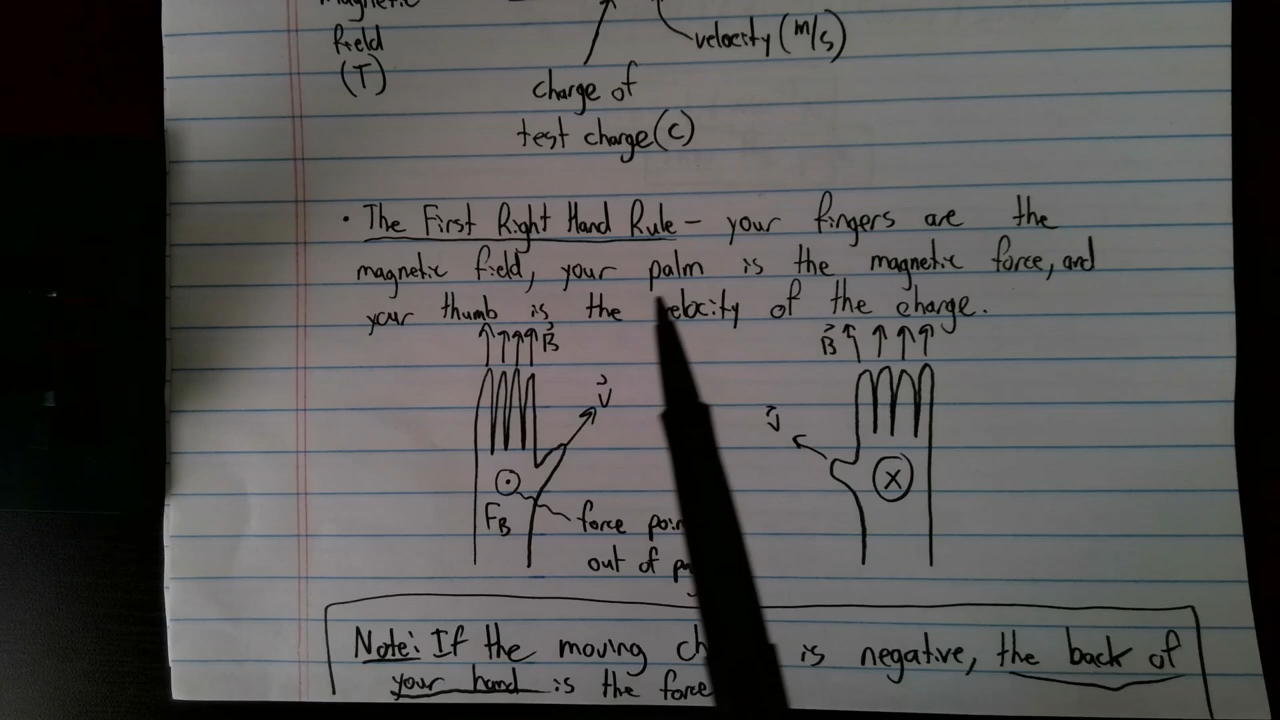 field
(T)
velocity (m/s)
charge of
test charge (C)
• The First Right Hand Rule - your fingers are the
magnetic field, your palm is the magnetic force, and
your thumb is the velocity of the charge.
B
V
F_B
force
out of
B
V
X
Note: If the moving is negative, the back of
your hand is the force